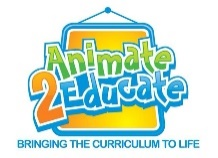 Animate
2Educate
BRINGING THE CURRICULUM TO LIFE